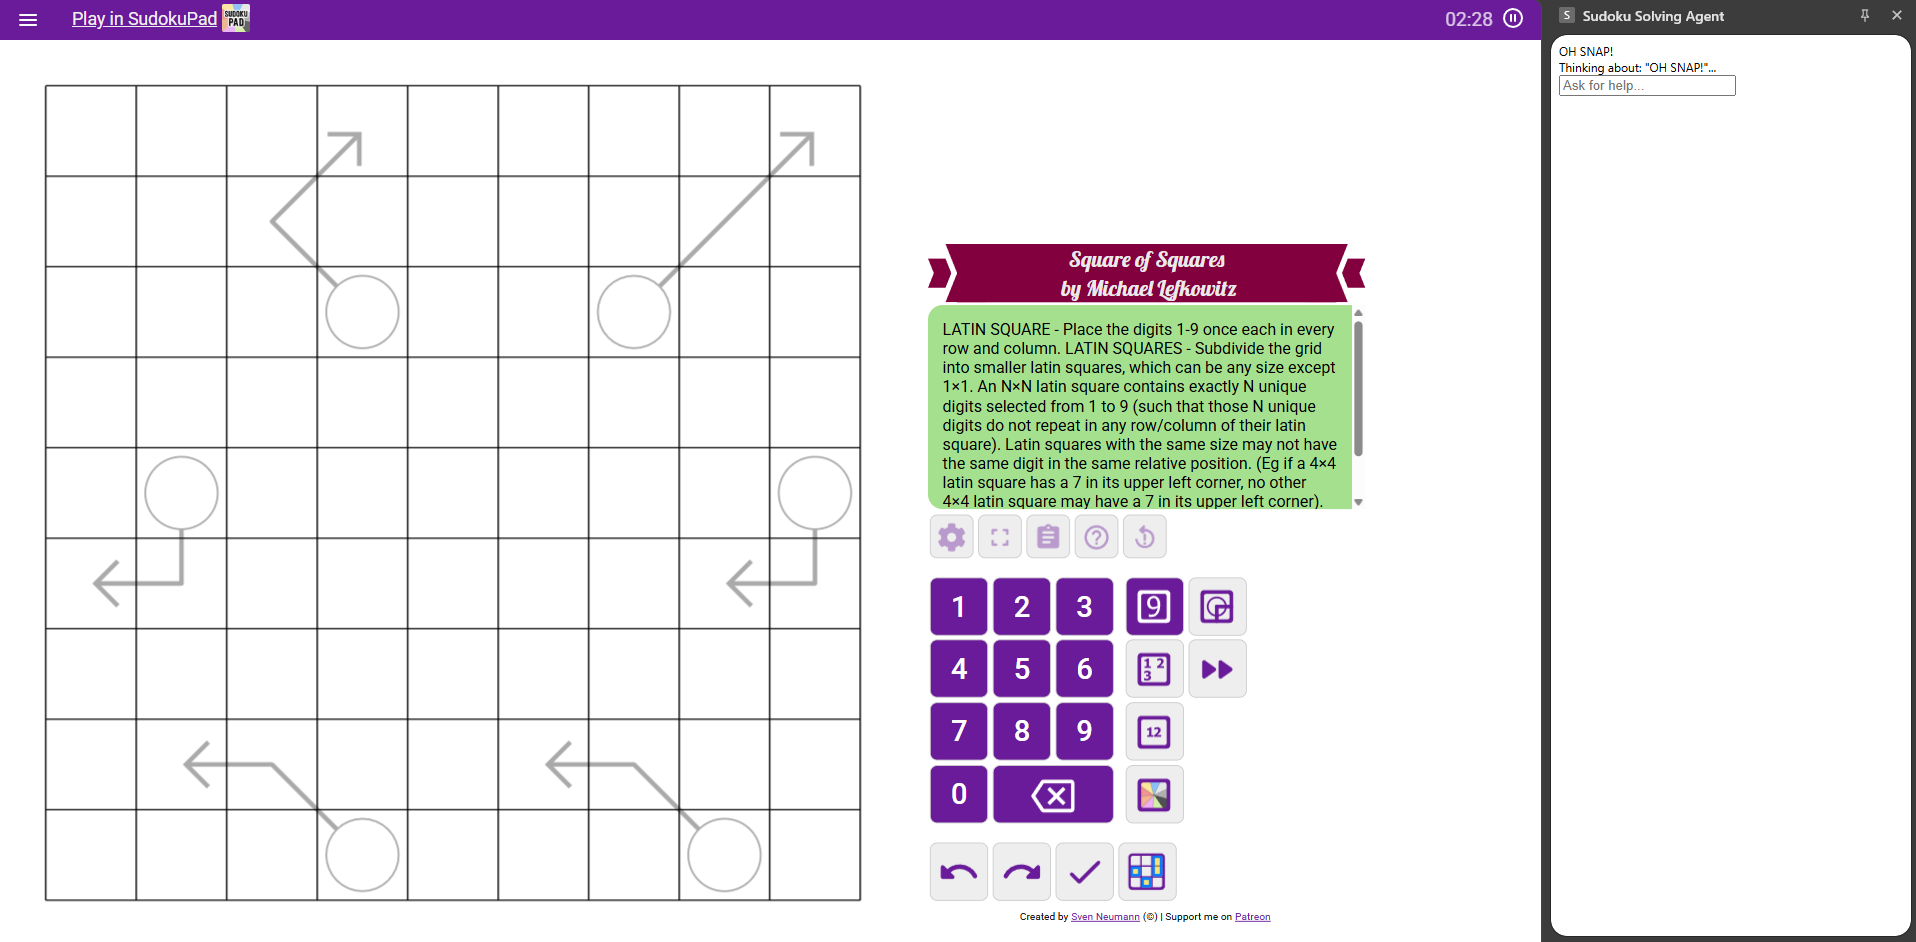 Play in SudokuPad
SUDOKU
PAD
02:28
Square of Squares
by Michael Lefkowitz
LATIN SQUARE - Place the digits 1-9 once each in every
row and column. LATIN SQUARES - Subdivide the grid
into smaller latin squares, which can be any size except
1×1. An N×N latin square contains exactly N unique
digits selected from 1 to 9 (such that those N unique
digits do not repeat in any row/column of their latin
square). Latin squares with the same size may not have
the same digit in the same relative position. (Eg if a 4×4
latin square has a 7 in its upper left corner, no other
4×4 latin square may have a 7 in its upper left corner).
1 2 3 9
4 5 6 1 2 3
7 8 9 12
0
Created by Sven Neumann (©) | Support me on Patreon
S Sudoku Solving Agent
OH SNAP!
Thinking about: "OH SNAP!"...
Ask for help...